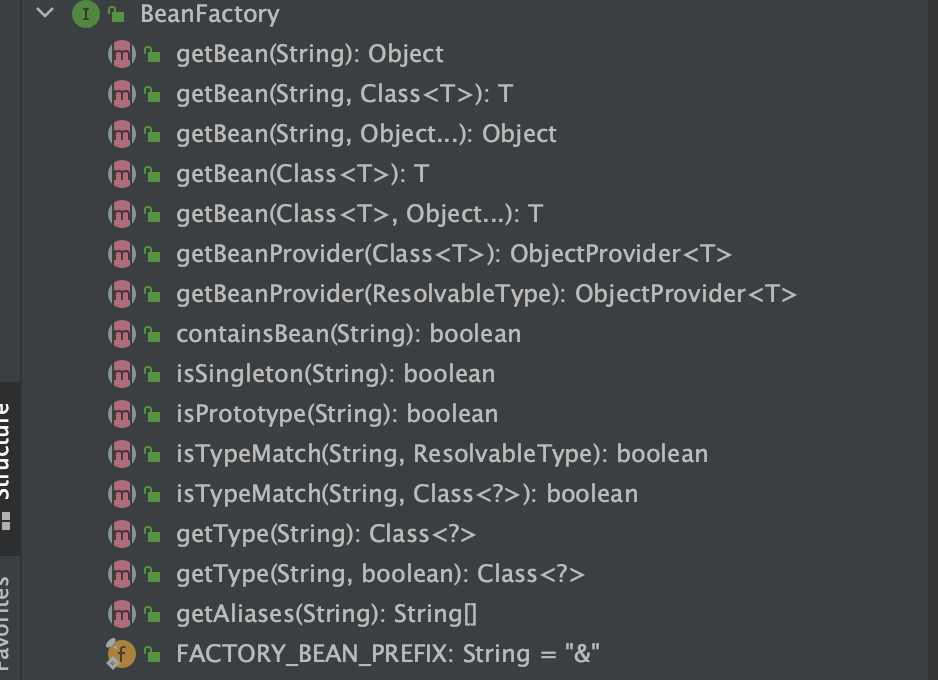 BeanFactory
getBean(String): Object
getBean(String, Class<T>): T
getBean(String, Object...): Object
getBean(Class<T>): T
getBean(Class<T>, Object...): T
getBeanProvider(Class<T>): ObjectProvider<T>
getBeanProvider(ResolvableType): ObjectProvider<T>
containsBean(String): boolean
isSingleton(String): boolean
isPrototype(String): boolean
isTypeMatch(String, ResolvableType): boolean
isTypeMatch(String, Class<?>): boolean
getType(String): Class<?>
getType(String, boolean): Class<?>
getAliases(String): String[]
FACTORY_BEAN_PREFIX: String = "&"
Structure
Favorites